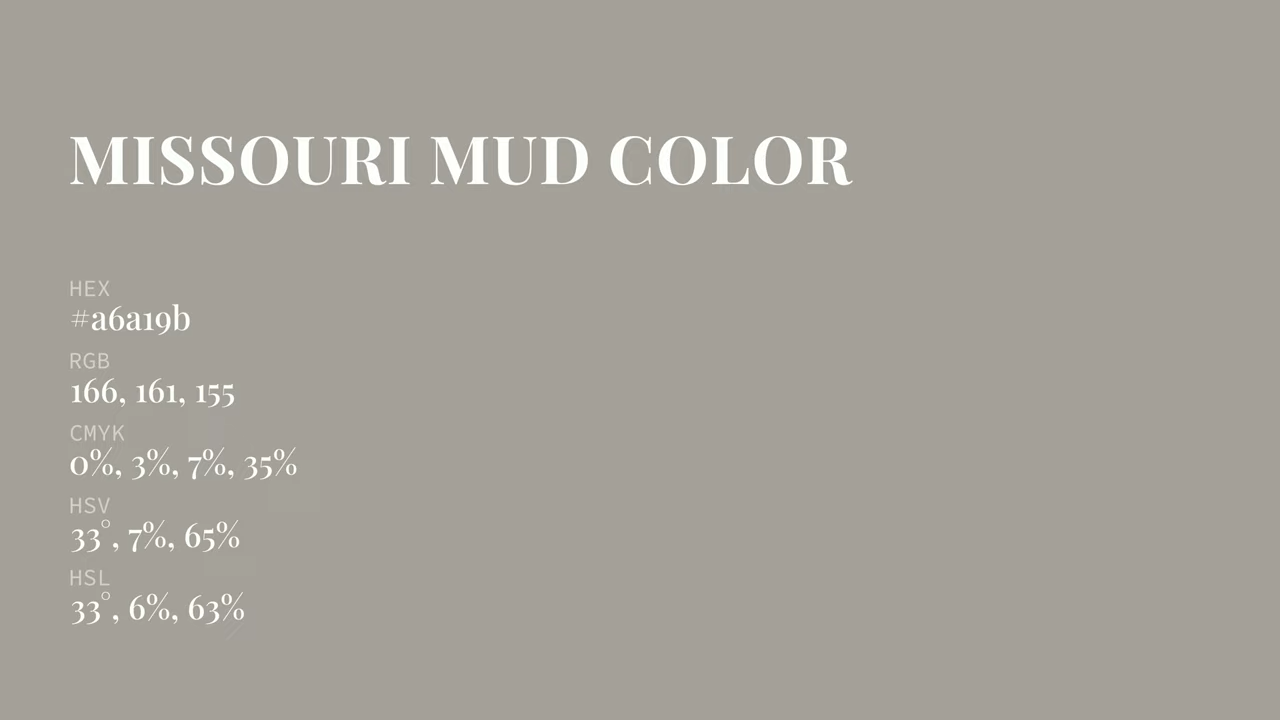 MISSOURI MUD COLOR
HEX
#a6a19b
RGB
166, 161, 155
CMYK
0%, 3%, 7%, 35%
HSV
33°, 7%, 65%
HSL
33°, 6%, 63%